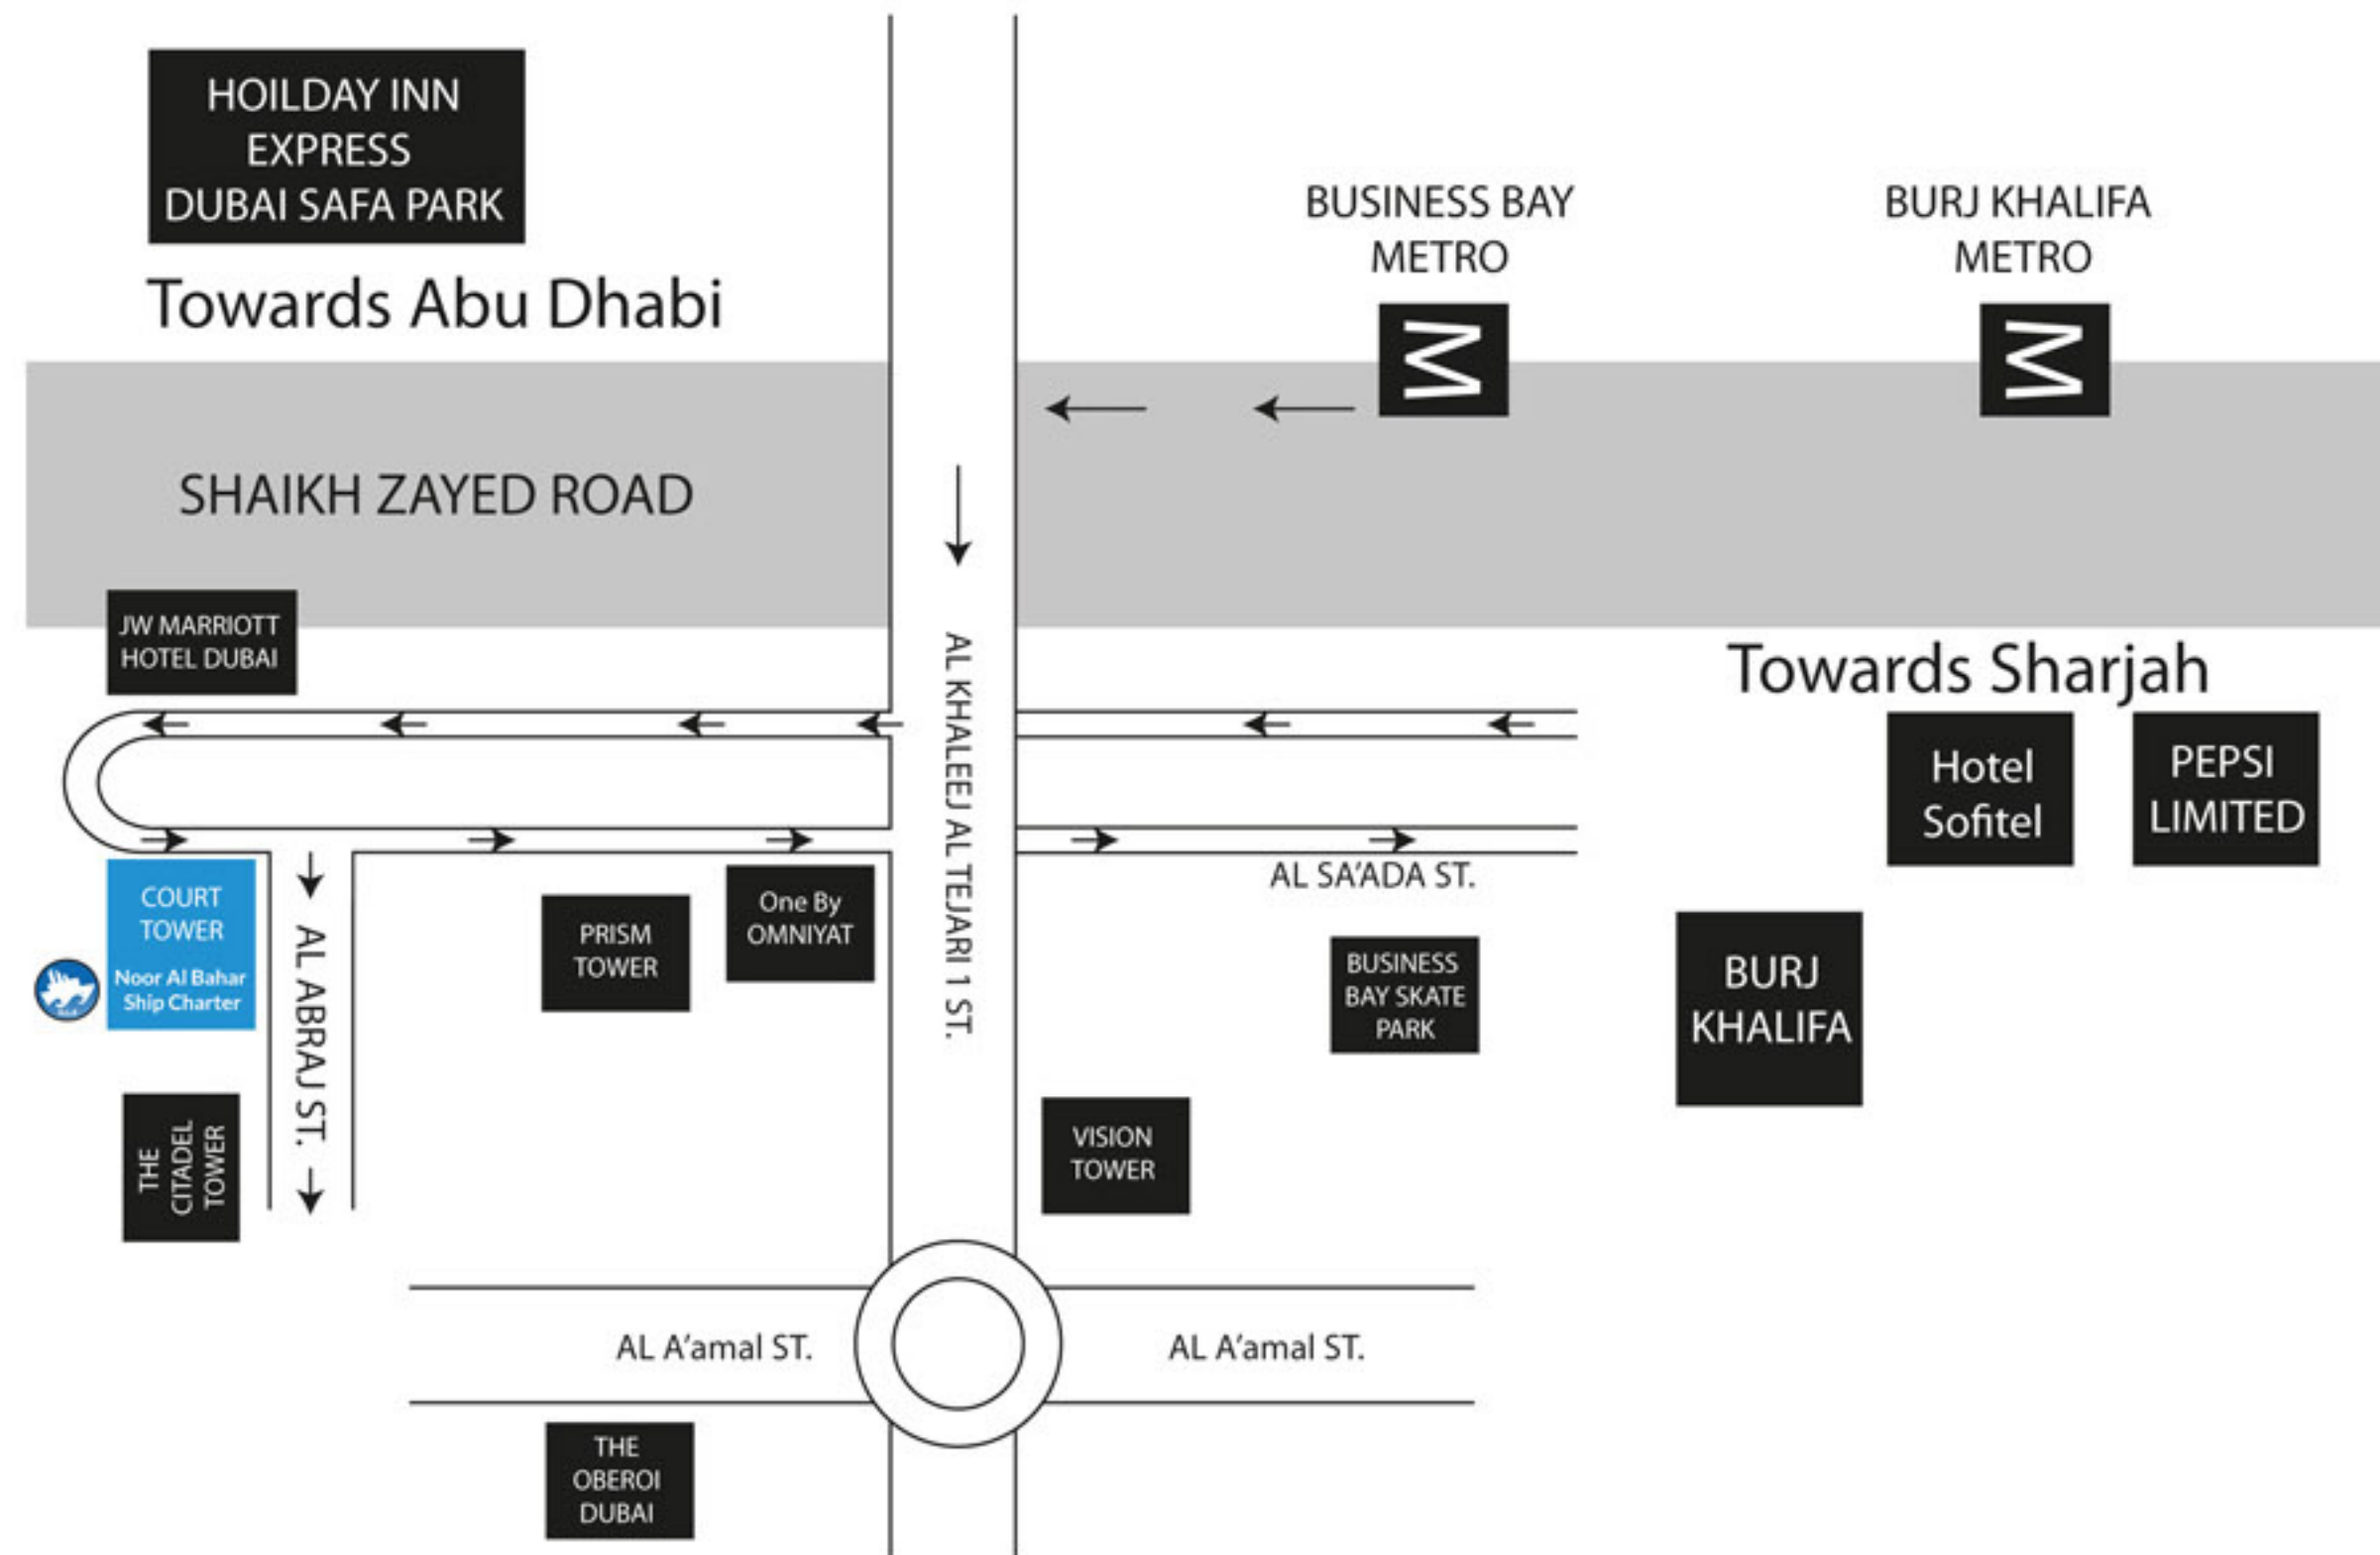 HOILDAY INN
EXPRESS
DUBAI SAFA PARK
Towards Abu Dhabi
BUSINESS BAY
METRO
M
BURJ KHALIFA
METRO
M
SHAIKH ZAYED ROAD
JW MARRIOTT
HOTEL DUBAI
Towards Sharjah
Hotel
Sofitel
PEPSI
LIMITED
AL KHALEEJ AL TEJARI 1 ST.
AL SA'ADA ST.
COURT
TOWER
Noor Al Bahar
Ship Charter
AL ABRAJ ST.
PRISM
TOWER
One By
OMNIYAT
BUSINESS
BAY SKATE
PARK
BURJ
KHALIFA
THE
CITADEL
TOWER
VISION
TOWER
AL A'amal ST.
AL A'amal ST.
THE
OBEROI
DUBAI